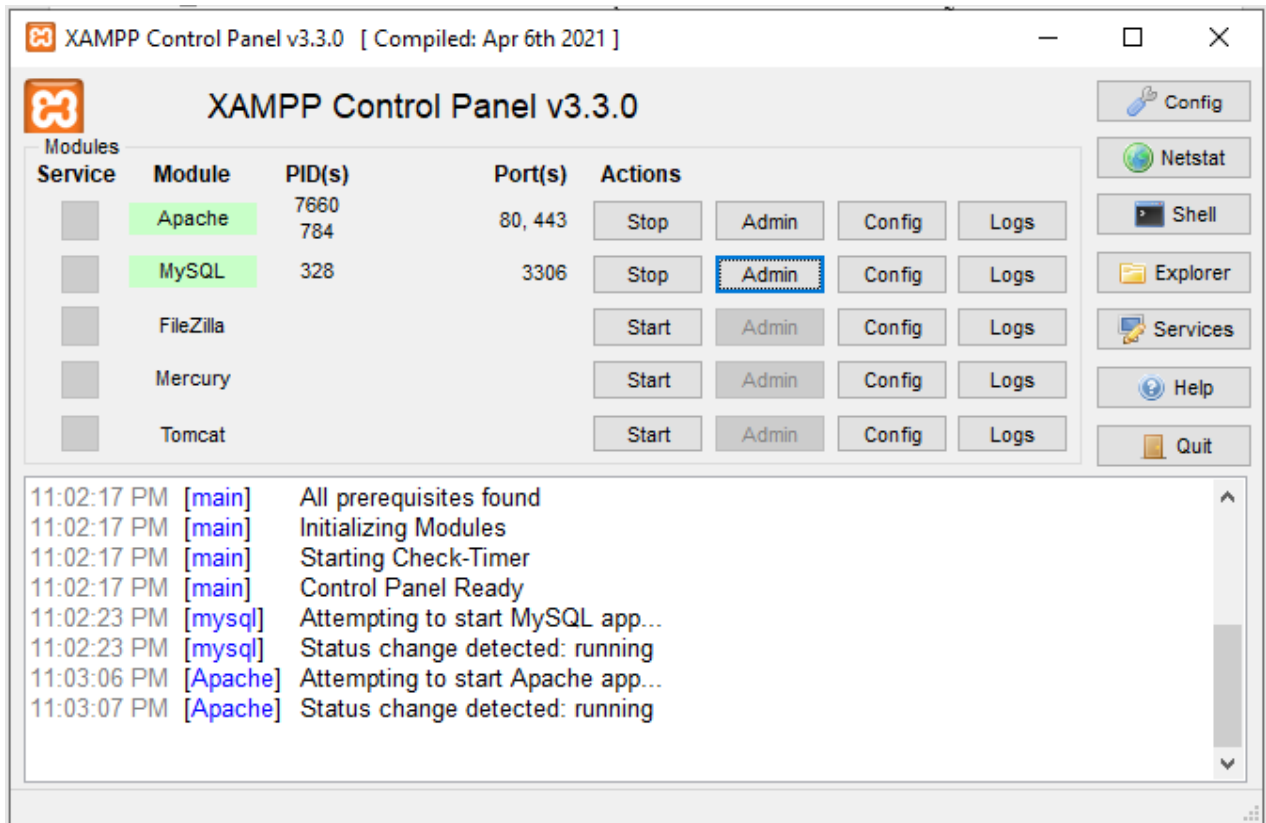 XAMPP Control Panel v3.3.0 [ Compiled: Apr 6th 2021 ]
XAMPP Control Panel v3.3.0
Config
Modules
Service Module PID(s) Port(s) Actions
Netstat
Apache 7660 784 80, 443 Stop Admin Config Logs
Shell
MySQL 328 3306 Stop Admin Config Logs
Explorer
FileZilla Start Admin Config Logs
Services
Mercury Start Admin Config Logs
Help
Tomcat Start Admin Config Logs
Quit
11:02:17 PM [main] All prerequisites found
11:02:17 PM [main] Initializing Modules
11:02:17 PM [main] Starting Check-Timer
11:02:17 PM [main] Control Panel Ready
11:02:23 PM [mysql] Attempting to start MySQL app...
11:02:23 PM [mysql] Status change detected: running
11:03:06 PM [Apache] Attempting to start Apache app...
11:03:07 PM [Apache] Status change detected: running